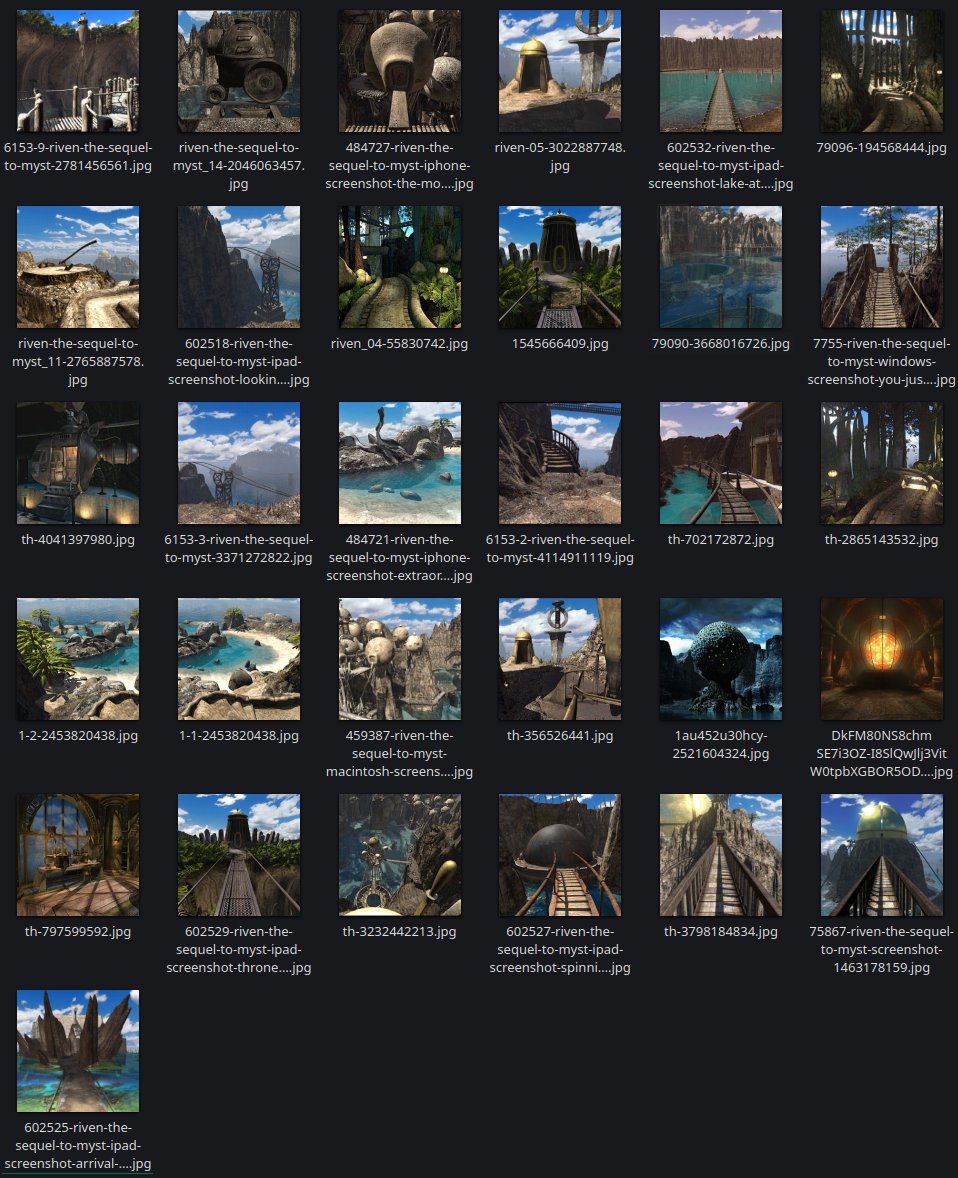 6153-9-riven-the-sequel-
to-myst-2781456561.jpg
riven-the-sequel-to-
myst_14-2046063457.
jpg
484727-riven-the-
sequel-to-myst-iphone-
screenshot-the-mo....jpg
riven-05-3022887748.
jpg
602532-riven-the-
sequel-to-myst-ipad-
screenshot-lake-at....jpg
79096-194568444.jpg
riven-the-sequel-to-
myst_11-2765887578.
jpg
602518-riven-the-
sequel-to-myst-ipad-
screenshot-lookin....jpg
riven_04-55830742.jpg
1545666409.jpg
79090-3668016726.jpg
7755-riven-the-sequel-
to-myst-windows-
screenshot-you-jus....jpg
th-4041397980.jpg
6153-3-riven-the-sequel-
to-myst-3371272822.jpg
484721-riven-the-
sequel-to-myst-iphone-
screenshot-extraor....jpg
6153-2-riven-the-sequel-
to-myst-4114911119.jpg
th-702172872.jpg
th-2865143532.jpg
1-2-2453820438.jpg
1-1-2453820438.jpg
459387-riven-the-
sequel-to-myst-
macintosh-screens....jpg
th-356526441.jpg
1au452u30hcy-
2521604324.jpg
DkFM80NS8chm
SE7i3OZ-I8SlQwJlj3Vit
W0tpbXGBOR5OD....jpg
th-797599592.jpg
602529-riven-the-
sequel-to-myst-ipad-
screenshot-throne....jpg
th-3232442213.jpg
602527-riven-the-
sequel-to-myst-ipad-
screenshot-spinni....jpg
th-3798184834.jpg
75867-riven-the-sequel-
to-myst-screenshot-
1463178159.jpg
602525-riven-the-
sequel-to-myst-ipad-
screenshot-arrival-....jpg